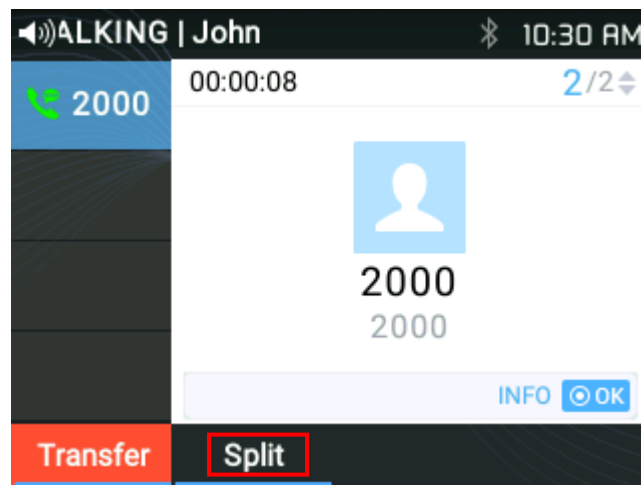 ALKING | John 10:30 AM
2000
00:00:08 2/2
2000
2000
INFO OK
Transfer Split